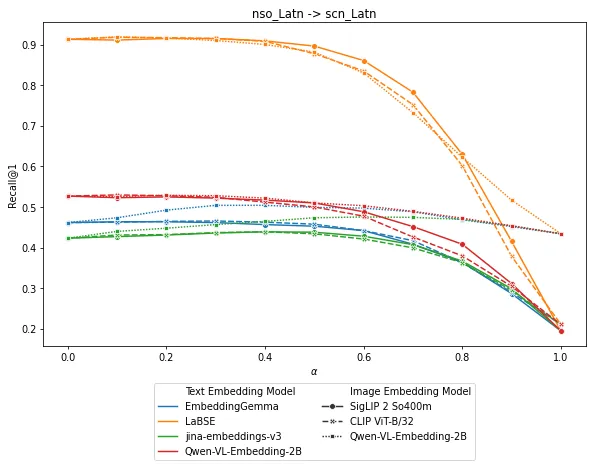 nso_Latn -> scn_Latn
Recall@1
0.9
0.8
0.7
0.6
0.5
0.4
0.3
0.2
0.0 0.2 0.4 0.6 0.8 1.0
α
Text Embedding Model Image Embedding Model
EmbeddingGemma SigLIP 2 So400m
LaBSE CLIP ViT-B/32
jina-embeddings-v3 Qwen-VL-Embedding-2B
Qwen-VL-Embedding-2B